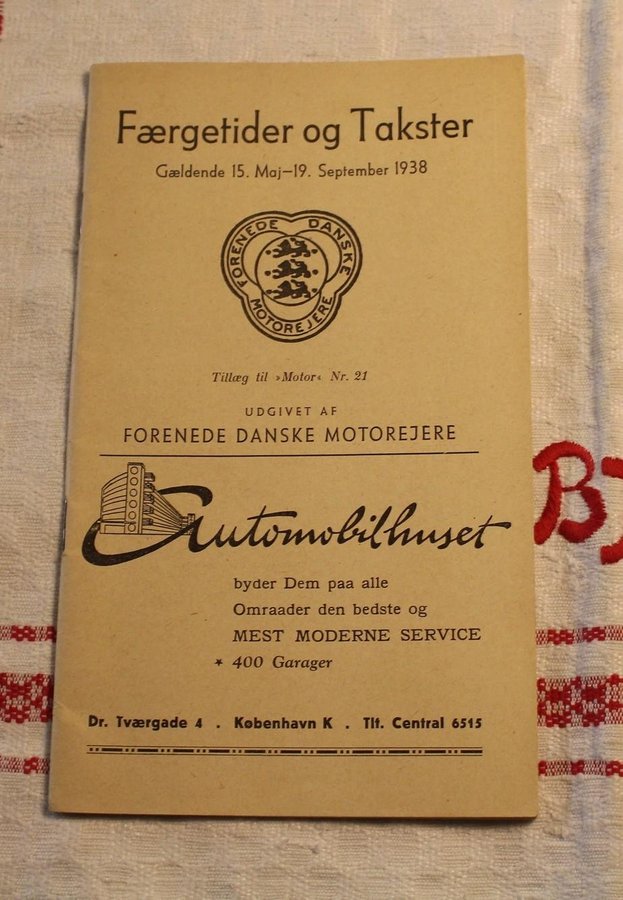 Færgetider og Takster
Gældende 15. Maj—19. September 1938
FORENEDE DANSKE
MOTOREJERE
Tillæg til »Motor« Nr. 21
UDGIVET AF
FORENEDE DANSKE MOTOREJERE
Automobilhuset
byder Dem paa alle
Omraader den bedste og
MEST MODERNE SERVICE
* 400 Garager
Dr. Tværgade 4 . København K . Tlf. Central 6515
B